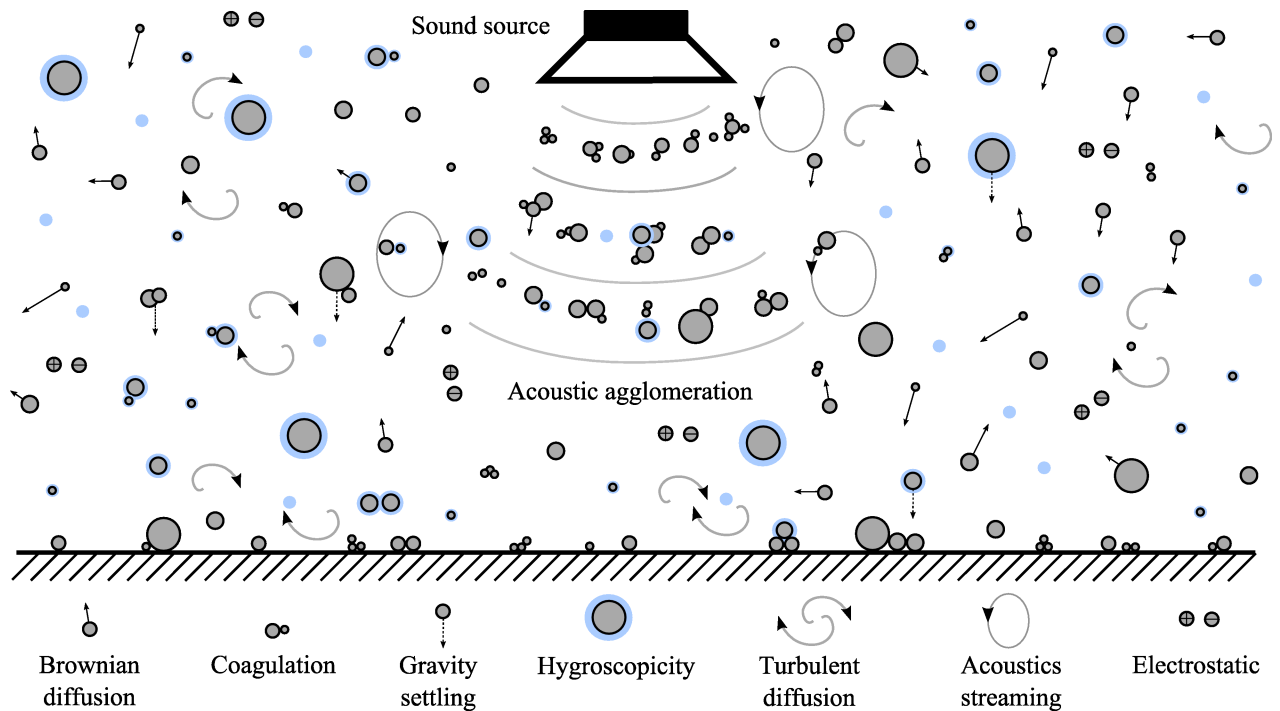 Sound source
Acoustic agglomeration
Brownian
diffusion
Coagulation
Gravity
settling
Hygroscopicity
Turbulent
diffusion
Acoustics
streaming
Electrostatic